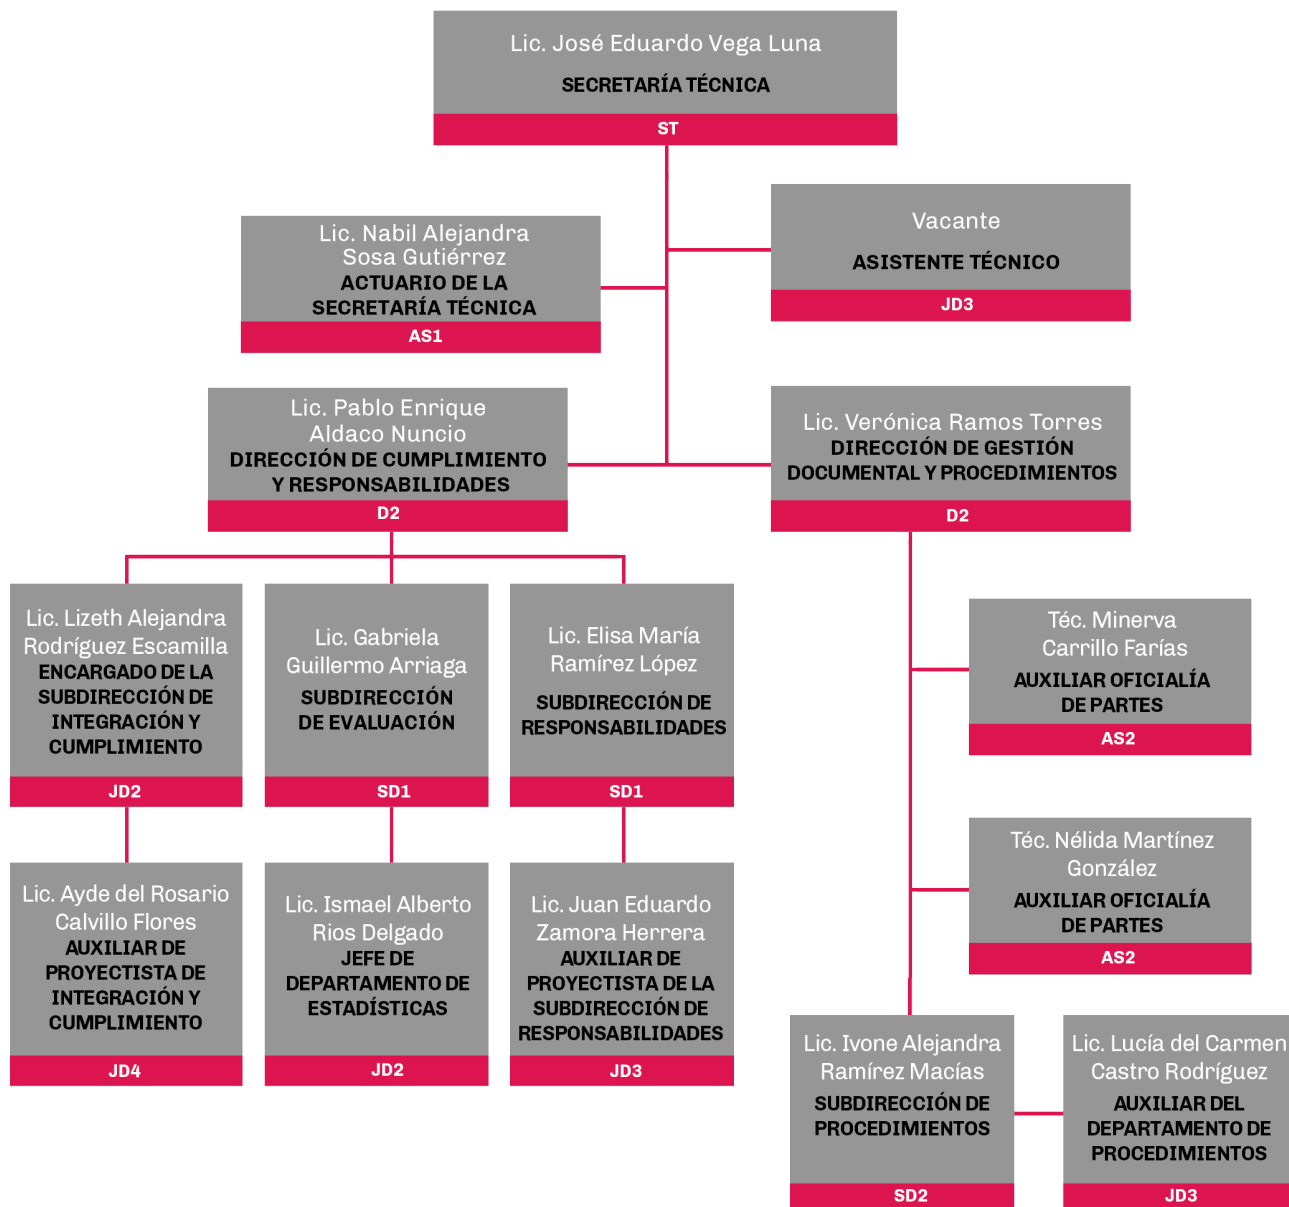 Lic. José Eduardo Vega Luna
SECRETARÍA TÉCNICA
ST
Lic. Nabil Alejandra
Sosa Gutiérrez
ACTUARIO DE LA
SECRETARÍA TÉCNICA
AS1
Vacante
ASISTENTE TÉCNICO
JD3
Lic. Pablo Enrique
Aldaco Nuncio
DIRECCIÓN DE CUMPLIMIENTO
Y RESPONSABILIDADES
D2
Lic. Verónica Ramos Torres
DIRECCIÓN DE GESTIÓN
DOCUMENTAL Y PROCEDIMIENTOS
D2
Lic. Lizeth Alejandra
Rodríguez Escamilla
ENCARGADO DE LA
SUBDIRECCIÓN DE
INTEGRACIÓN Y
CUMPLIMIENTO
JD2
Lic. Gabriela
Guillermo Arriaga
SUBDIRECCIÓN
DE EVALUACIÓN
SD1
Lic. Elisa María
Ramírez López
SUBDIRECCIÓN DE
RESPONSABILIDADES
SD1
Téc. Minerva
Carrillo Farías
AUXILIAR OFICIALÍA
DE PARTES
AS2
Téc. Nélida Martínez
González
AUXILIAR OFICIALÍA
DE PARTES
AS2
Lic. Ayde del Rosario
Calvillo Flores
AUXILIAR DE
PROYECTISTA DE
INTEGRACIÓN Y
CUMPLIMIENTO
JD4
Lic. Ismael Alberto
Rios Delgado
JEFE DE
DEPARTAMENTO DE
ESTADÍSTICAS
JD2
Lic. Juan Eduardo
Zamora Herrera
AUXILIAR DE
PROYECTISTA DE LA
SUBDIRECCIÓN DE
RESPONSABILIDADES
JD3
Lic. Ivone Alejandra
Ramírez Macías
SUBDIRECCIÓN DE
PROCEDIMIENTOS
SD2
Lic. Lucía del Carmen
Castro Rodríguez
AUXILIAR DEL
DEPARTAMENTO DE
PROCEDIMIENTOS
JD3